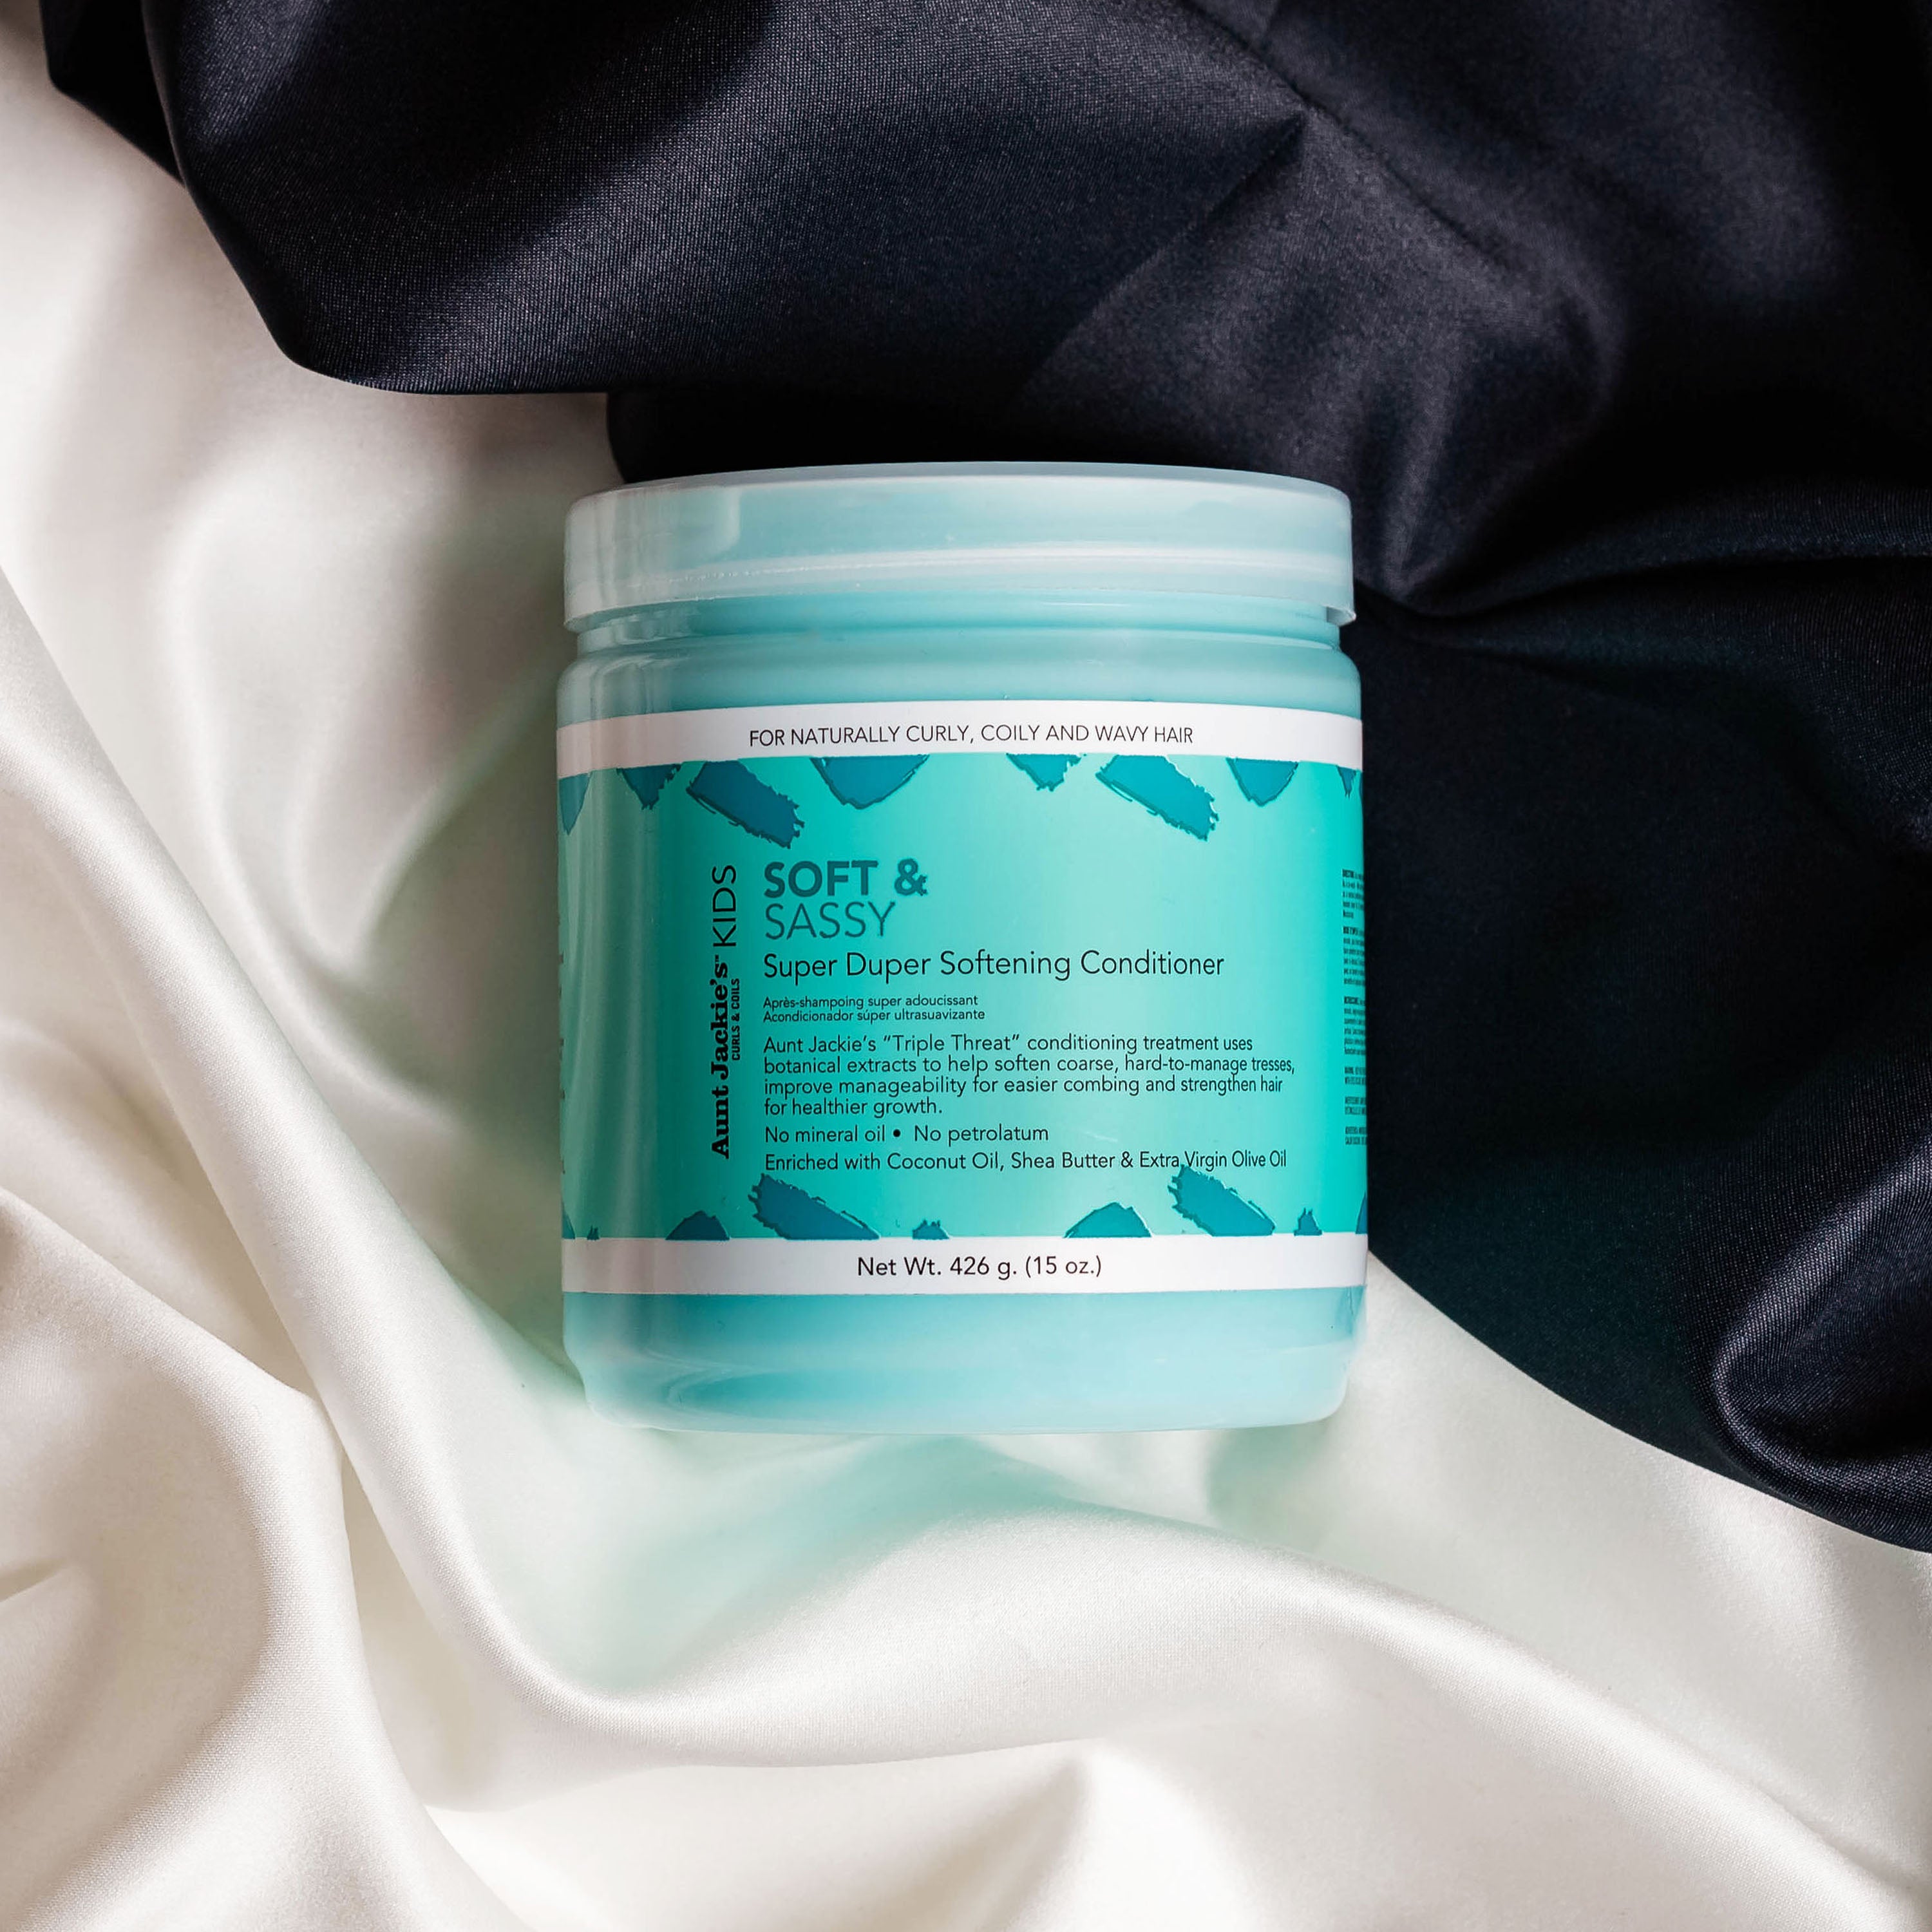 FOR NATURALLY CURLY, COILY AND WAVY HAIR
Aunt Jackie's™ KIDS
CURLS & COILS
SOFT &
SASSY
Super Duper Softening Conditioner
Après-shampoing super adoucissant
Acondicionador súper ultrasuavizante
Aunt Jackie's “Triple Threat” conditioning treatment uses
botanical extracts to help soften coarse, hard-to-manage tresses,
improve manageability for easier combing and strengthen hair
for healthier growth.
No mineral oil • No petrolatum
Enriched with Coconut Oil, Shea Butter & Extra Virgin Olive Oil
Net Wt. 426 g. (15 oz.)